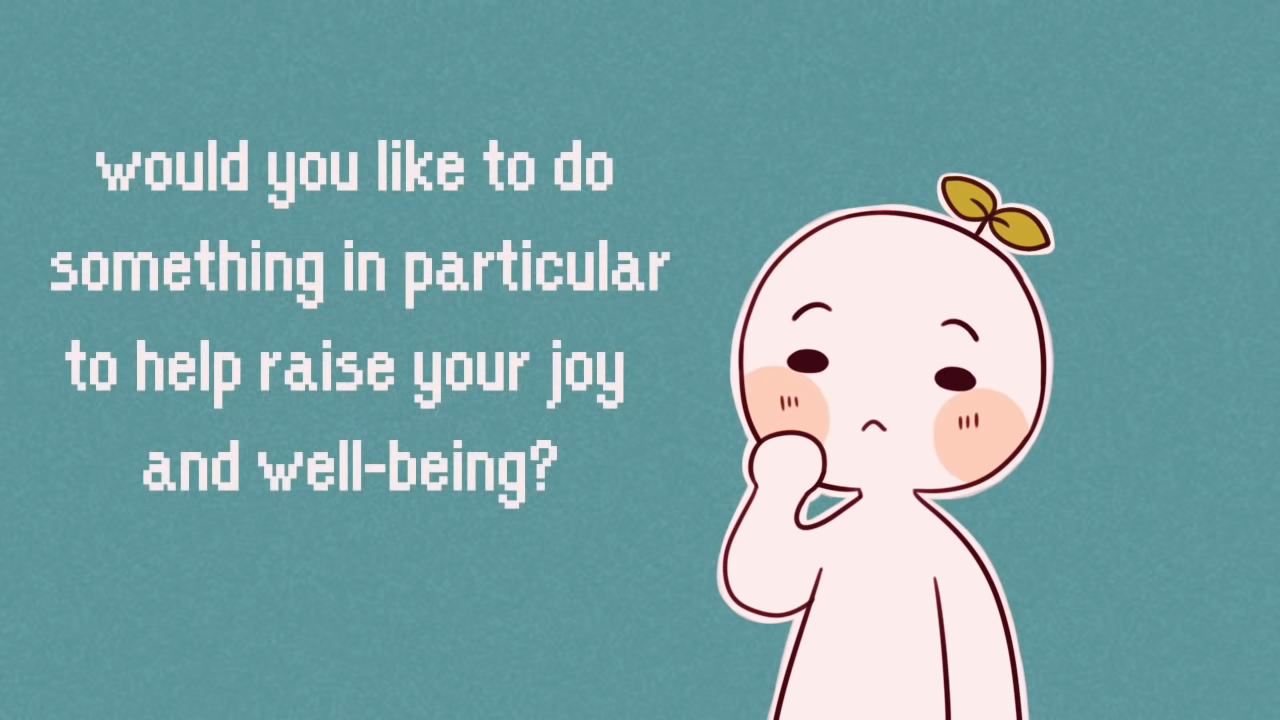 would you like to do
something in particular
to help raise your joy
and well-being?